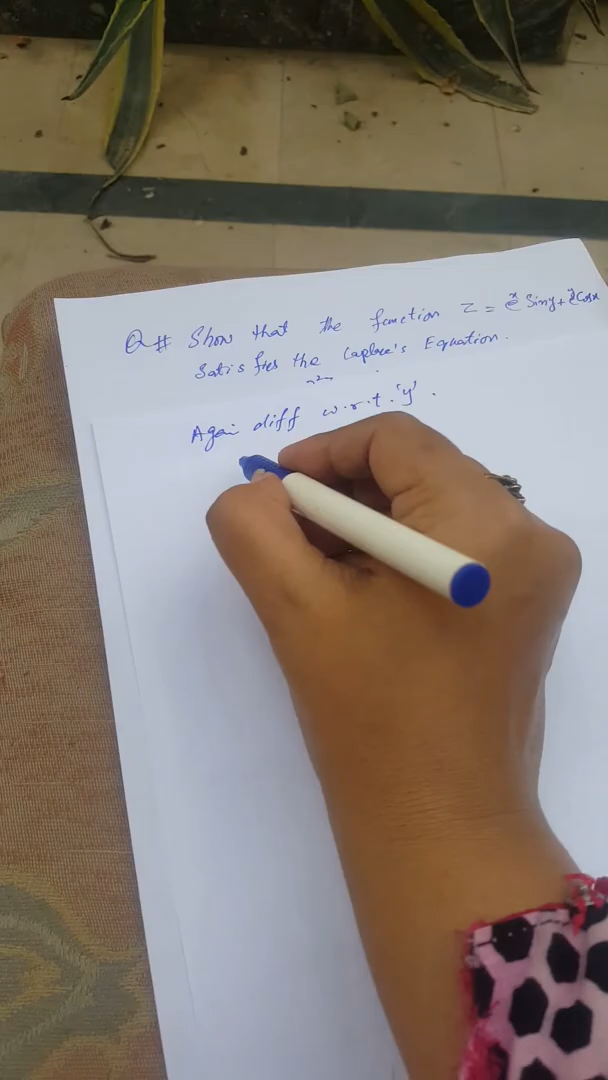 Q# Show that the function Z = e^x Siny + e^y Cosx
Satisfies the Laplace's Equation.
Again diff w.r.t. 'y'.